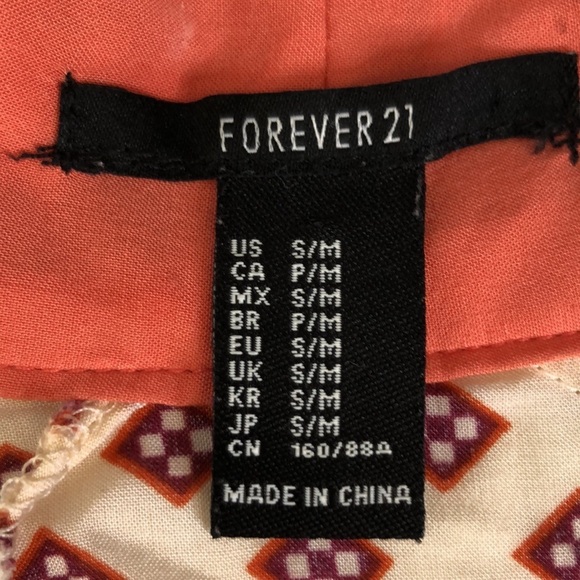 FOREVER 21
US S/M
CA P/M
MX S/M
BR P/M
EU S/M
UK S/M
KR S/M
JP S/M
CN 160/88A
MADE IN CHINA